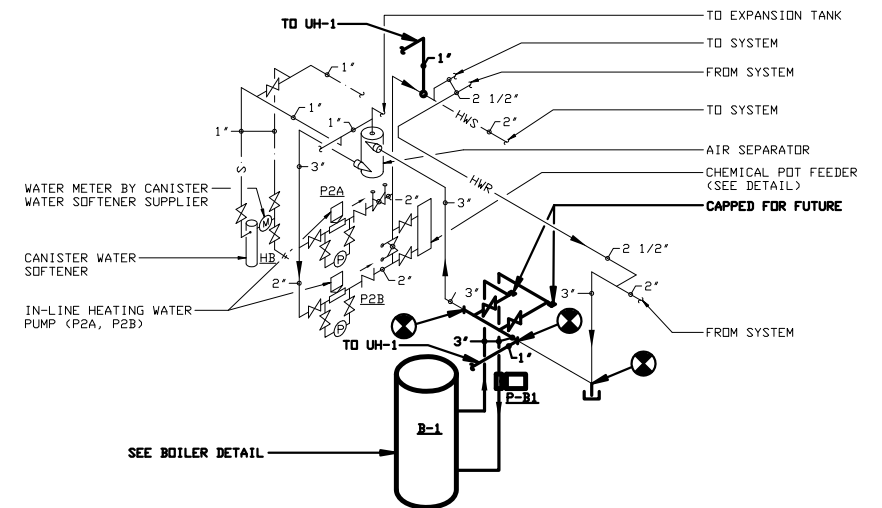 TO UH-1
TO EXPANSION TANK
TO SYSTEM
FROM SYSTEM
1"
1"
2 1/2"
1"
1"
1"
HWS
2"
TO SYSTEM
3"
AIR SEPARATOR
S
HWR
CHEMICAL POT FEEDER
(SEE DETAIL)
P2A
2"
3"
CAPPED FOR FUTURE
WATER METER BY CANISTER
WATER SOFTENER SUPPLIER
M
HB
P
2 1/2"
CANISTER WATER
SOFTENER
2"
2"
P2B
3"
3"
2"
IN-LINE HEATING WATER
PUMP (P2A, P2B)
P
FROM SYSTEM
3"
TO UH-1
1"
P-B1
B-1
SEE BOILER DETAIL